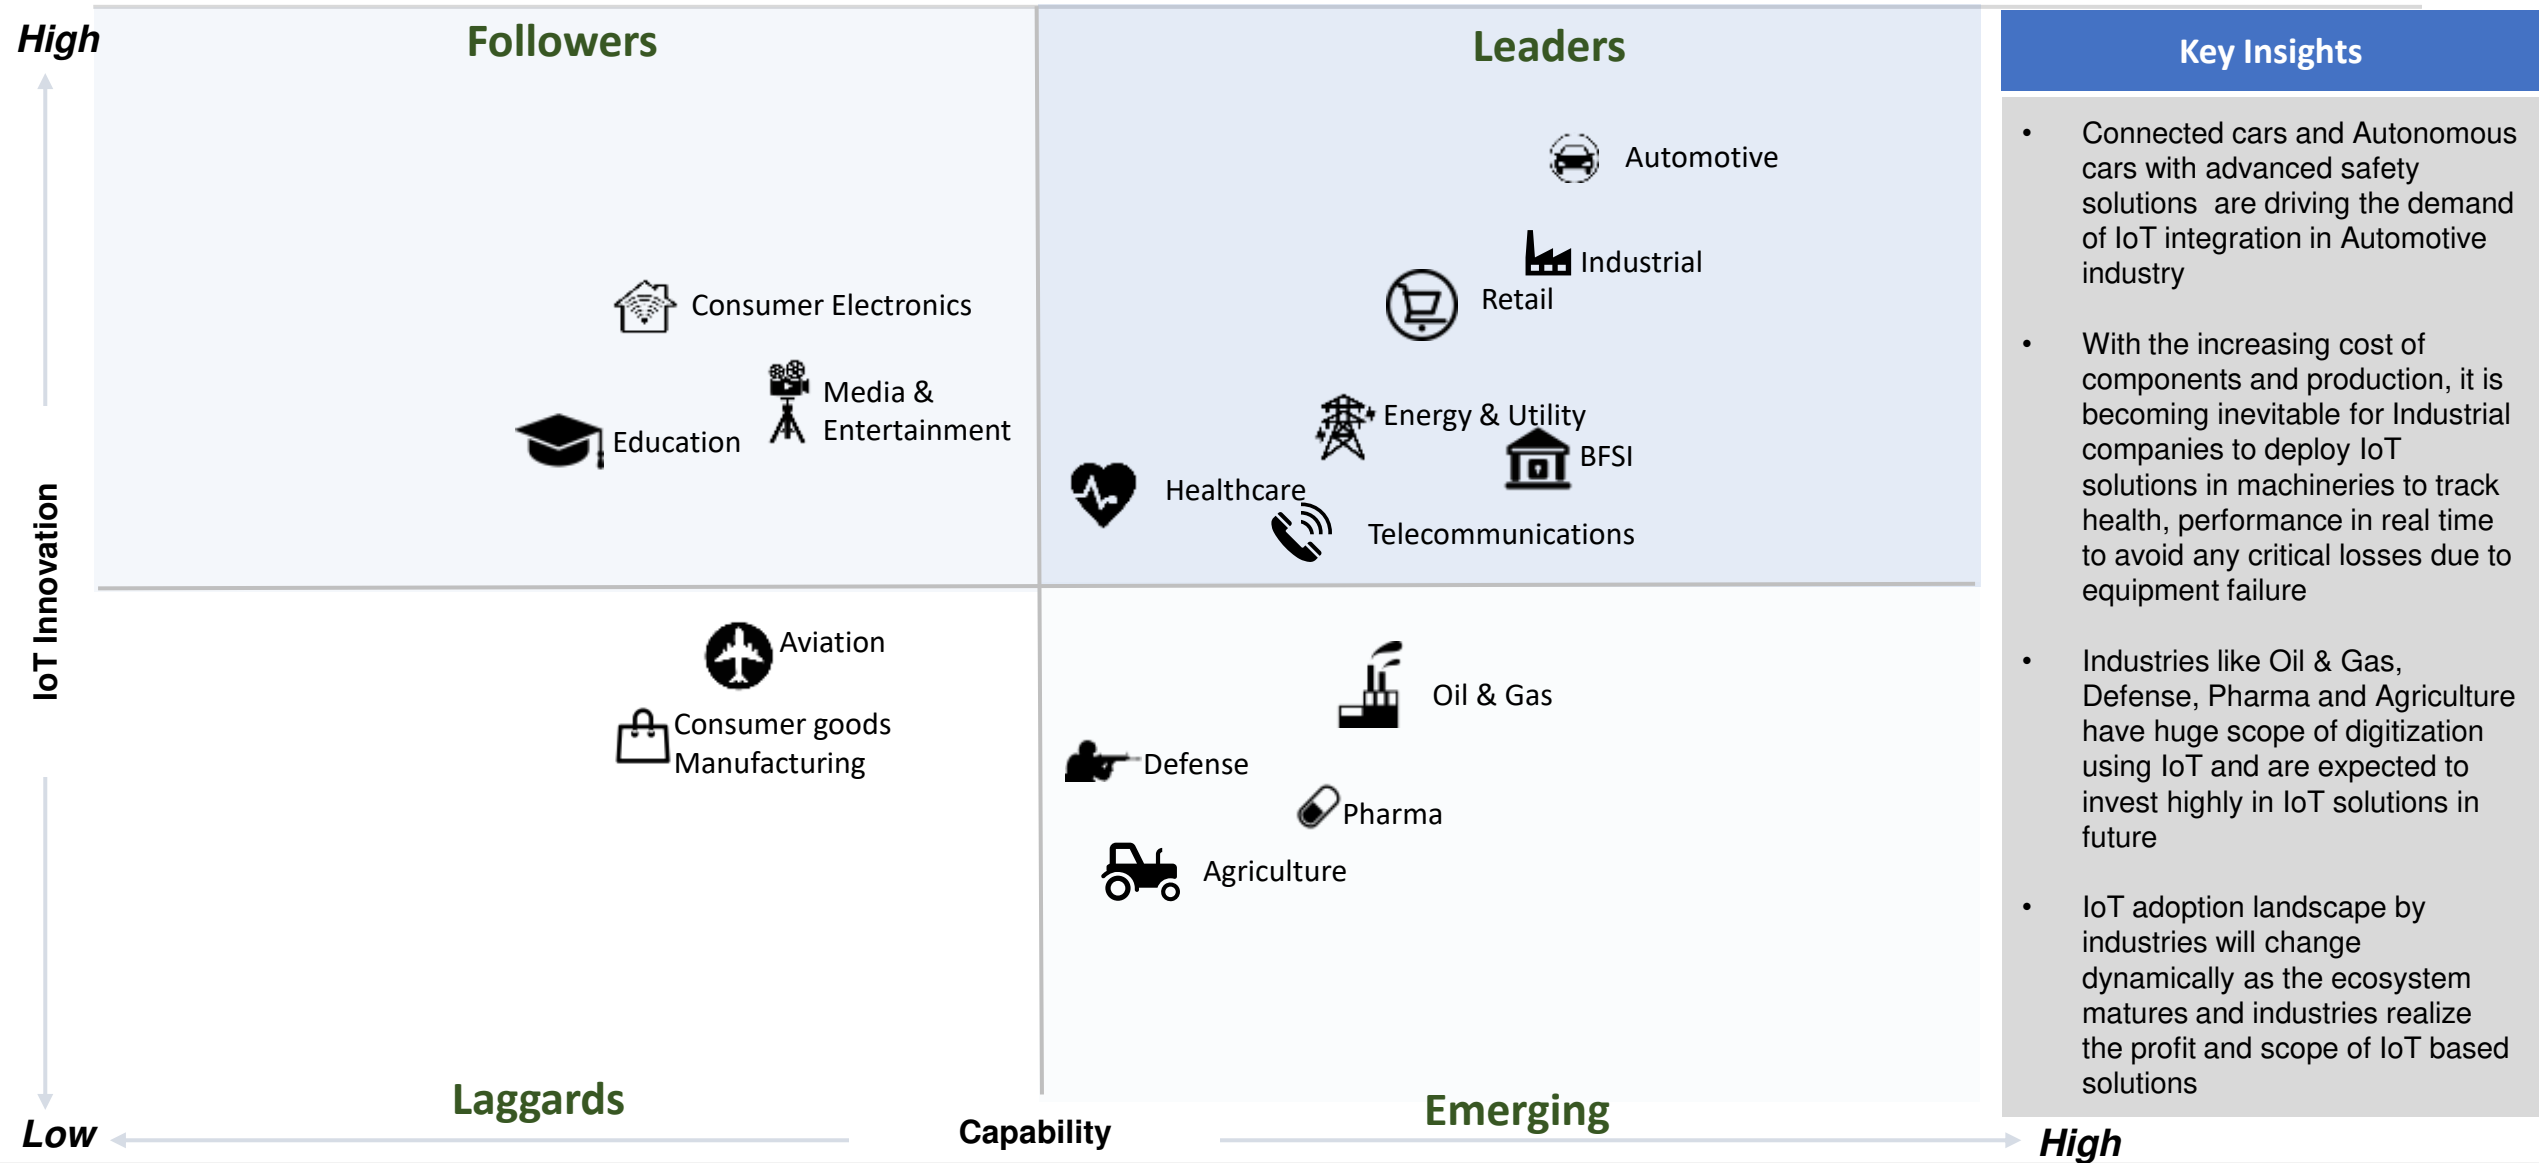 High
Followers
Leaders
Key Insights
Automotive
Industrial
Retail
Consumer Electronics
Media &
Entertainment
Education
Energy & Utility
BFSI
Healthcare
Telecommunications
IoT Innovation
Aviation
Consumer goods
Manufacturing
Oil & Gas
Defense
Pharma
Agriculture
Laggards
Emerging
Low
Capability
High
• Connected cars and Autonomous
cars with advanced safety
solutions are driving the demand
of IoT integration in Automotive
industry
• With the increasing cost of
components and production, it is
becoming inevitable for Industrial
companies to deploy IoT
solutions in machineries to track
health, performance in real time
to avoid any critical losses due to
equipment failure
• Industries like Oil & Gas,
Defense, Pharma and Agriculture
have huge scope of digitization
using IoT and are expected to
invest highly in IoT solutions in
future
• IoT adoption landscape by
industries will change
dynamically as the ecosystem
matures and industries realize
the profit and scope of IoT based
solutions